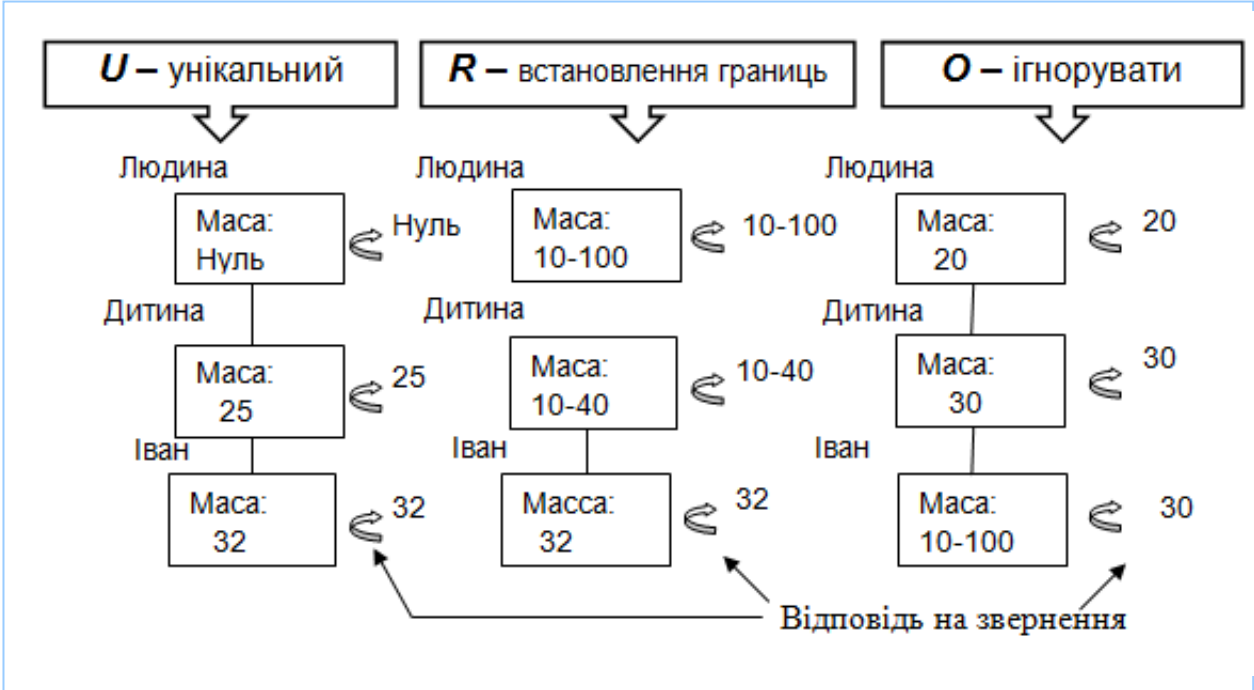 U – унікальний
R – встановлення границь
O – ігнорувати
Людина
Маса:
Нуль
Нуль
Дитина
Маса:
25
25
Іван
Маса:
32
32
Людина
Маса:
10-100
10-100
Дитина
Маса:
10-40
10-40
Іван
Масса:
32
32
Людина
Маса:
20
20
Дитина
Маса:
30
30
Іван
Маса:
10-100
30
Відповідь на звернення